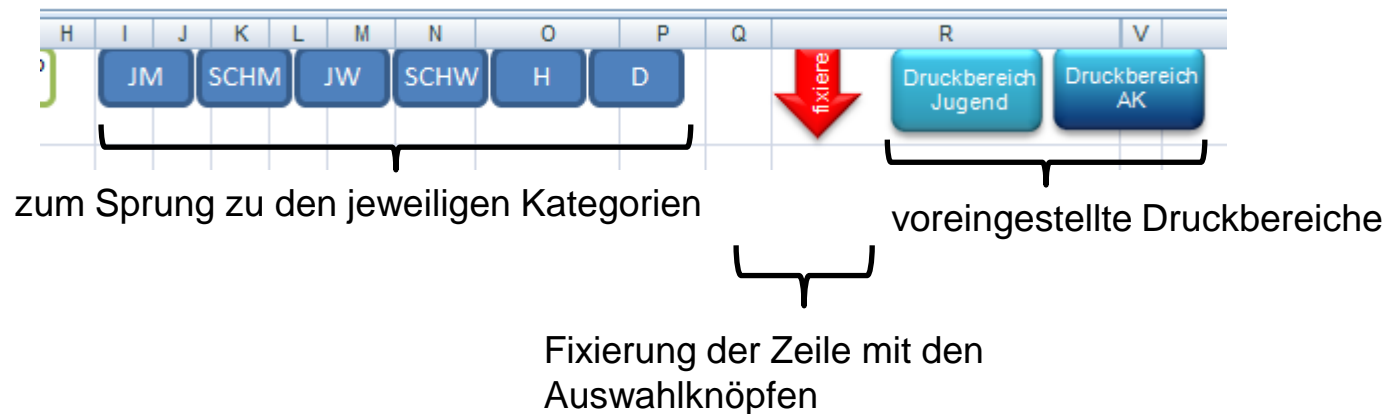 H I J K L M N O P Q R V
JM SCHM JW SCHW H D fixiere Druckbereich Jugend Druckbereich AK
zum Sprung zu den jeweiligen Kategorien
voreingestellte Druckbereiche
Fixierung der Zeile mit den
Auswahlknöpfen